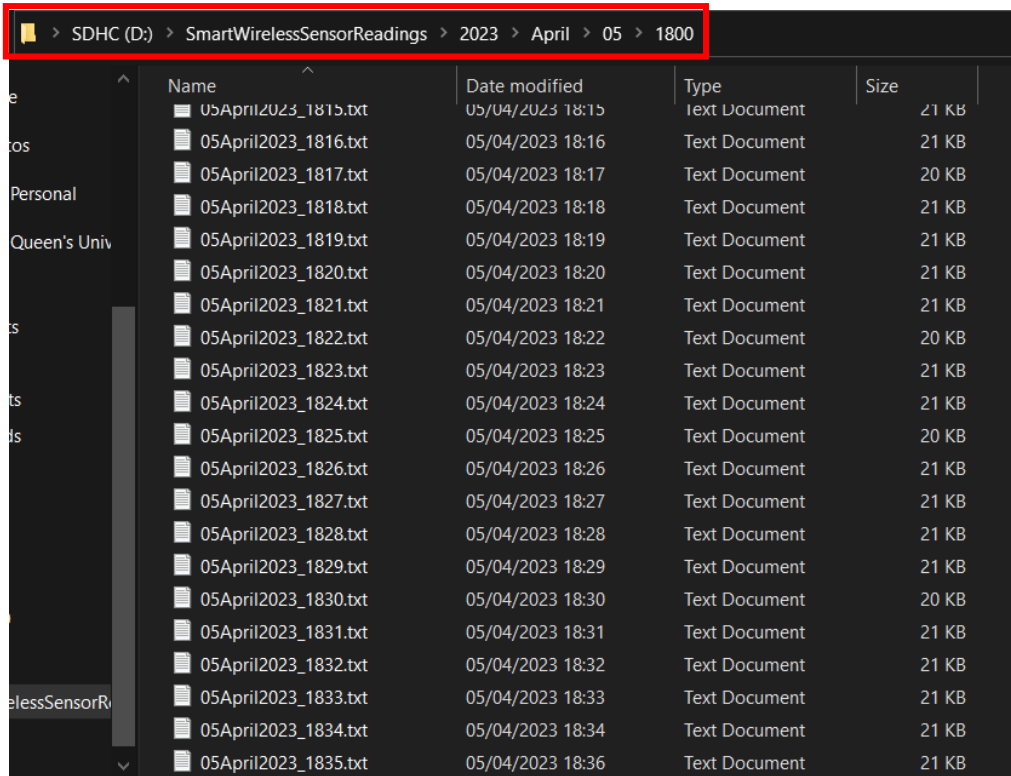 SDHC (D:) > SmartWirelessSensorReadings > 2023 > April > 05 > 1800
Name Date modified Type Size
05April2023_1815.txt 05/04/2023 18:15 Text Document 21 KB
05April2023_1816.txt 05/04/2023 18:16 Text Document 21 KB
05April2023_1817.txt 05/04/2023 18:17 Text Document 20 KB
Personal
05April2023_1818.txt 05/04/2023 18:18 Text Document 21 KB
Queen's Univ
05April2023_1819.txt 05/04/2023 18:19 Text Document 21 KB
05April2023_1820.txt 05/04/2023 18:20 Text Document 21 KB
05April2023_1821.txt 05/04/2023 18:21 Text Document 21 KB
05April2023_1822.txt 05/04/2023 18:22 Text Document 20 KB
05April2023_1823.txt 05/04/2023 18:23 Text Document 21 KB
05April2023_1824.txt 05/04/2023 18:24 Text Document 21 KB
05April2023_1825.txt 05/04/2023 18:25 Text Document 20 KB
05April2023_1826.txt 05/04/2023 18:26 Text Document 21 KB
05April2023_1827.txt 05/04/2023 18:27 Text Document 21 KB
05April2023_1828.txt 05/04/2023 18:28 Text Document 21 KB
05April2023_1829.txt 05/04/2023 18:29 Text Document 21 KB
05April2023_1830.txt 05/04/2023 18:30 Text Document 20 KB
05April2023_1831.txt 05/04/2023 18:31 Text Document 21 KB
05April2023_1832.txt 05/04/2023 18:32 Text Document 21 KB
elessSensorR
05April2023_1833.txt 05/04/2023 18:33 Text Document 21 KB
05April2023_1834.txt 05/04/2023 18:34 Text Document 21 KB
05April2023_1835.txt 05/04/2023 18:36 Text Document 21 KB